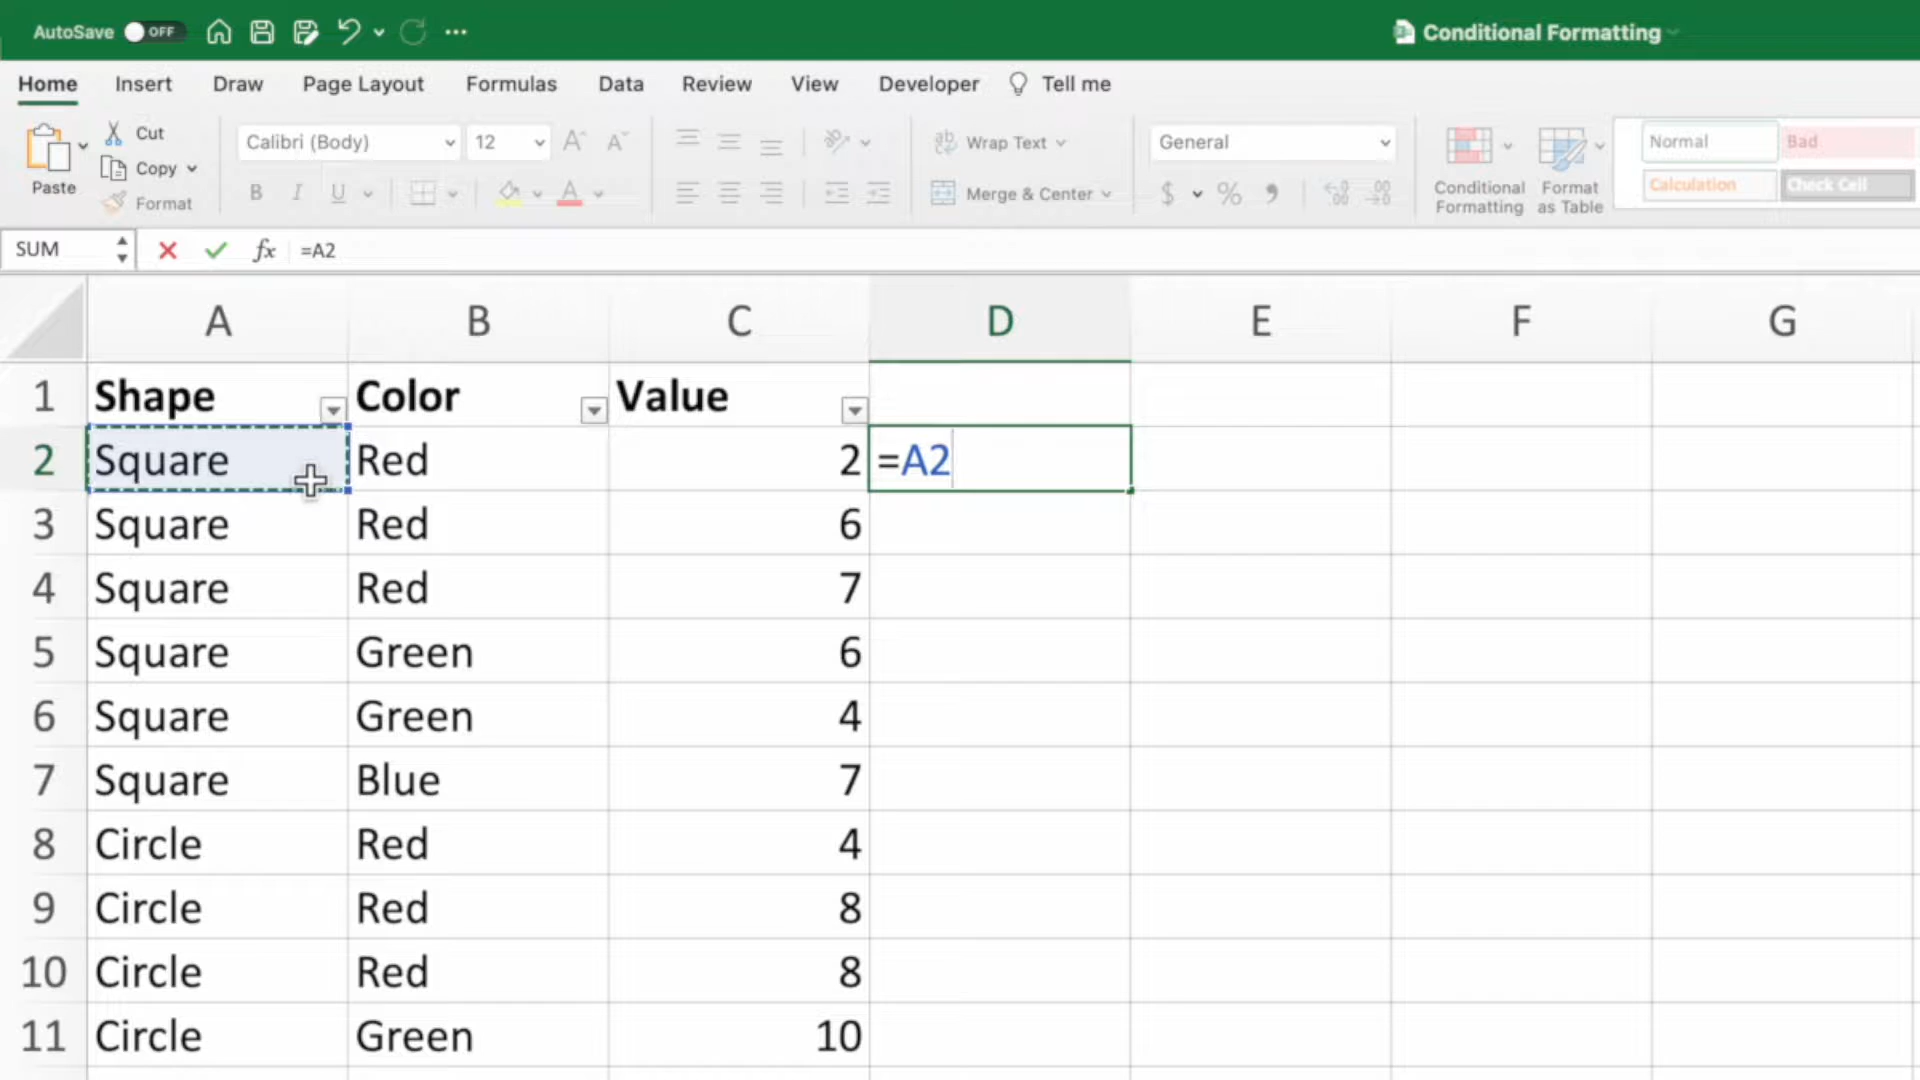 AutoSave OFF Conditional Formatting
Home Insert Draw Page Layout Formulas Data Review View Developer Tell me
Paste Cut Copy Format
Calibri (Body) 12 A A
B I U A
ab Wrap Text
Merge & Center
General
$ %
Conditional Formatting
Format as Table
Normal Bad
Calculation Check Cell
SUM fx =A2
A B C D E F G
1 Shape Color Value
2 Square Red 2 =A2
3 Square Red 6
4 Square Red 7
5 Square Green 6
6 Square Green 4
7 Square Blue 7
8 Circle Red 4
9 Circle Red 8
10 Circle Red 8
11 Circle Green 10